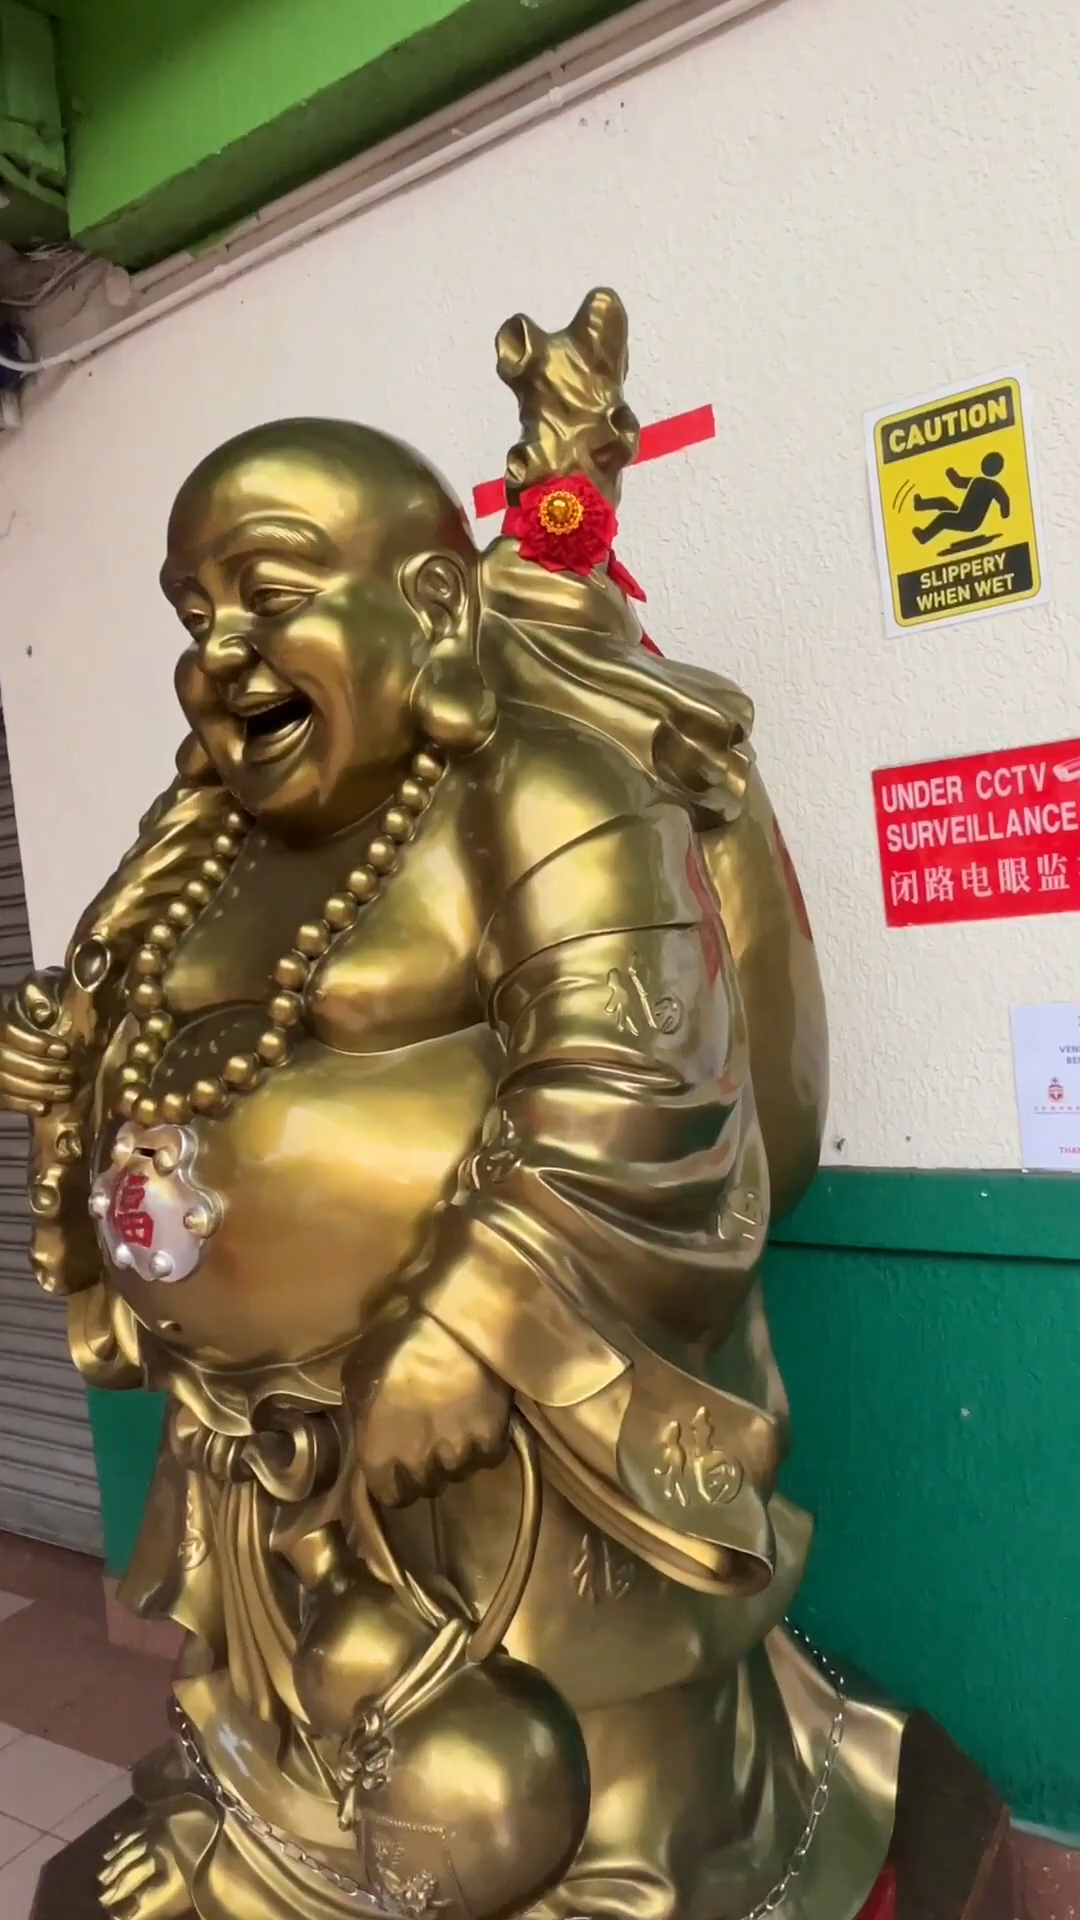 CAUTION
SLIPPERY
WHEN WET
UNDER CCTV
SURVEILLANCE
闭路电眼监
福
福
福